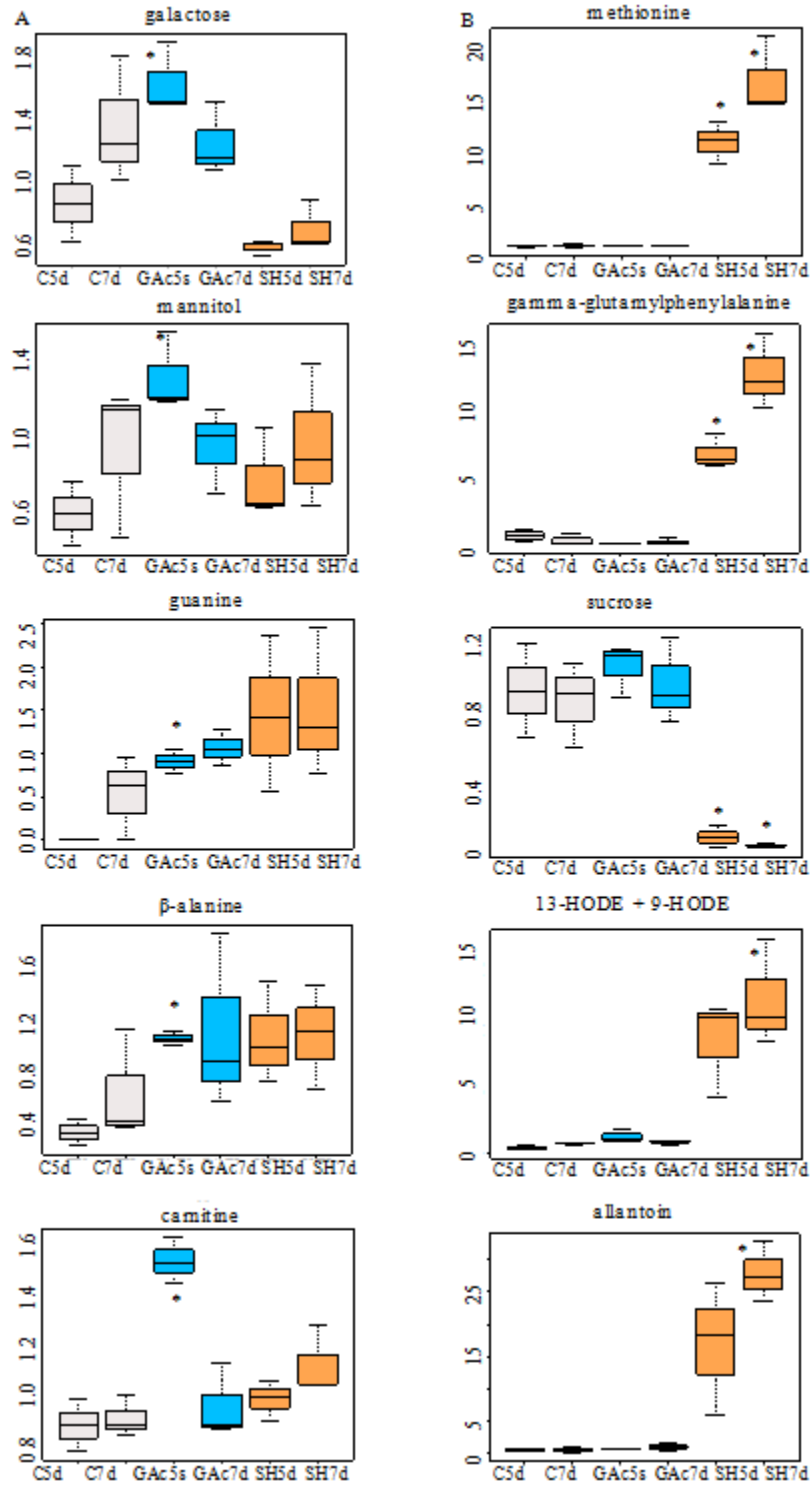 A
galactose
1.8
1.4
1.0
0.6
*
C5d C7d GAc5s GAc7d SH5d SH7d
mannitol
1.4
1.0
0.6
*
C5d C7d GAc5s GAc7d SH5d SH7d
guanine
2.5
2.0
1.5
1.0
0.5
0.0
*
C5d C7d GAc5s GAc7d SH5d SH7d
β-alanine
1.6
1.2
0.8
0.4
*
C5d C7d GAc5s GAc7d SH5d SH7d
carnitine
1.6
1.4
1.2
1.0
0.8
*
C5d C7d GAc5s GAc7d SH5d SH7d
B
methionine
20
15
10
5
0
* *
C5d C7d GAc5s GAc7d SH5d SH7d
gamma-glutamylphenylalanine
15
10
5
0
* *
C5d C7d GAc5s GAc7d SH5d SH7d
sucrose
1.2
0.8
0.4
0
* *
C5d C7d GAc5s GAc7d SH5d SH7d
13-HODE + 9-HODE
15
10
5
0
*
C5d C7d GAc5s GAc7d SH5d SH7d
allantoin
25
15
5
0
*
C5d C7d GAc5s GAc7d SH5d SH7d